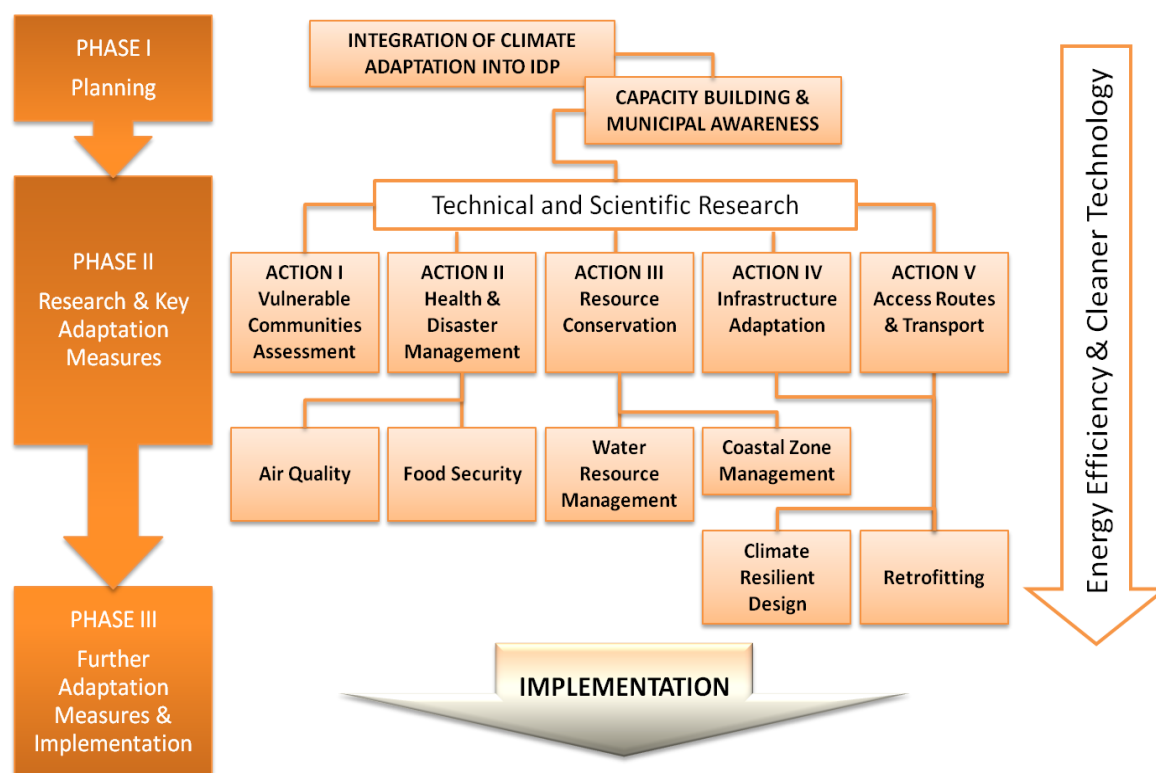 PHASE I
Planning
INTEGRATION OF CLIMATE
ADAPTATION INTO IDP
CAPACITY BUILDING &
MUNICIPAL AWARENESS
PHASE II
Research & Key
Adaptation
Measures
Technical and Scientific Research
ACTION I
Vulnerable
Communities
Assessment
ACTION II
Health &
Disaster
Management
ACTION III
Resource
Conservation
ACTION IV
Infrastructure
Adaptation
ACTION V
Access Routes
& Transport
Air Quality
Food Security
Water
Resource
Management
Coastal Zone
Management
Climate
Resilient
Design
Retrofitting
PHASE III
Further
Adaptation
Measures &
Implementation
IMPLEMENTATION
Energy Efficiency & Cleaner Technology